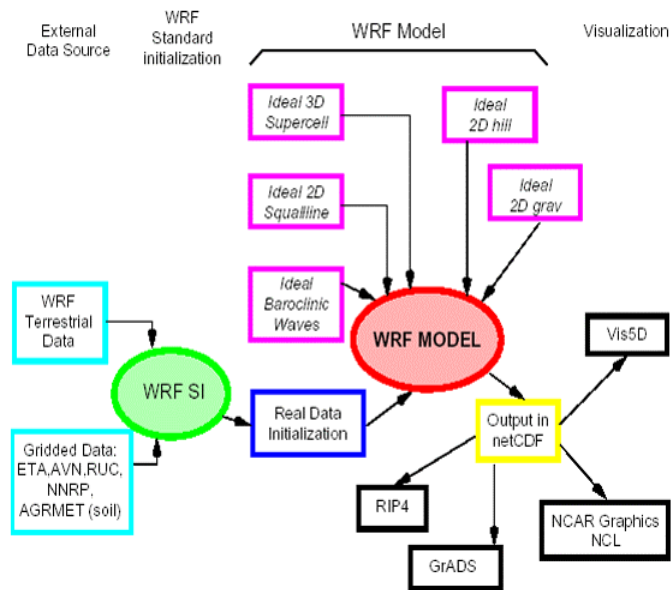 External
Data Source
WRF
Standard
initialization
WRF Model
Visualization
Ideal 3D
Supercell
Ideal
2D hill
Ideal 2D
Squallline
Ideal
2D grav
Ideal
Baroclinic
Waves
WRF
Terrestrial
Data
WRF MODEL
Vis5D
WRF SI
Real Data
Initialization
Output in
netCDF
Gridded Data:
ETA,AVN,RUC,
NNRP,
AGRMET (soil)
RIP4
GrADS
NCAR Graphics
NCL